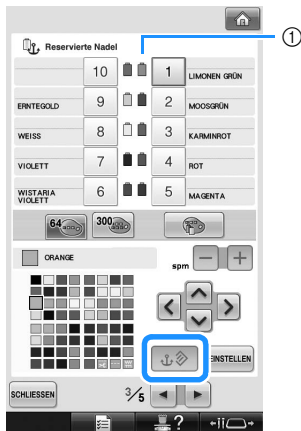 ①
Reservierte Nadel
10 1 LIMONEN GRÜN
ERNTEGOLD 9 2 MOOSGRÜN
WEISS 8 3 KARMINROT
VIOLETT 7 4 ROT
WISTARIA VIOLETT 6 5 MAGENTA
64 300
ORANGE
spm
EINSTELLEN
SCHLIESSEN 3/5
?